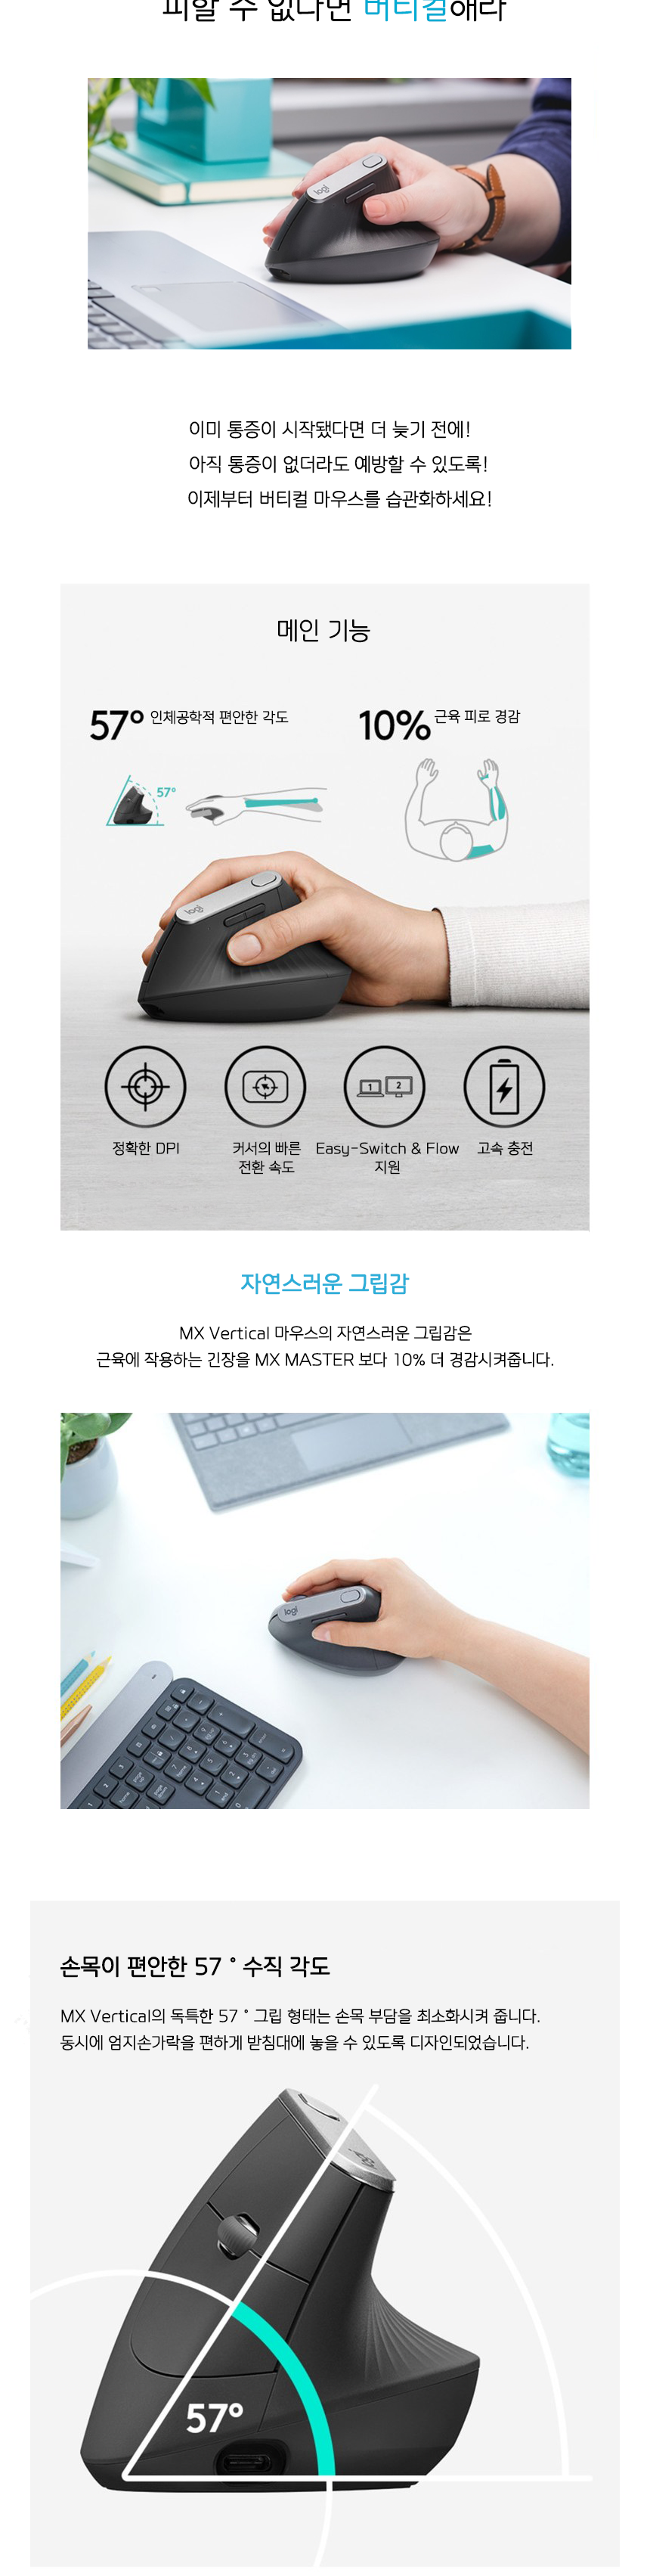 피할 수 없다면 버티컬해라
logi
이미 통증이 시작됐다면 더 늦기 전에!
아직 통증이 없더라도 예방할 수 있도록!
이제부터 버티컬 마우스를 습관화하세요!
메인 기능
57° 인체공학적 편안한 각도
10% 근육 피로 경감
57°
logi
1 2
정확한 DPI
커서의 빠른
전환 속도
Easy-Switch & Flow
지원
고속 충전
자연스러운 그립감
MX Vertical 마우스의 자연스러운 그립감은
근육에 작용하는 긴장을 MX MASTER 보다 10% 더 경감시켜줍니다.
logi
손목이 편안한 57 ° 수직 각도
MX Vertical의 독특한 57 ° 그립 형태는 손목 부담을 최소화시켜 줍니다.
동시에 엄지손가락을 편하게 받침대에 놓을 수 있도록 디자인되었습니다.
57°